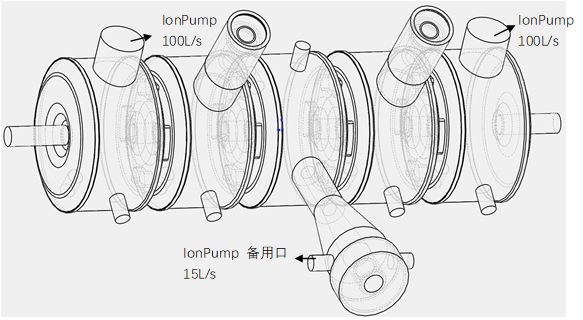 IonPump
100L/s
IonPump
100L/s
IonPump 备用口
15L/s